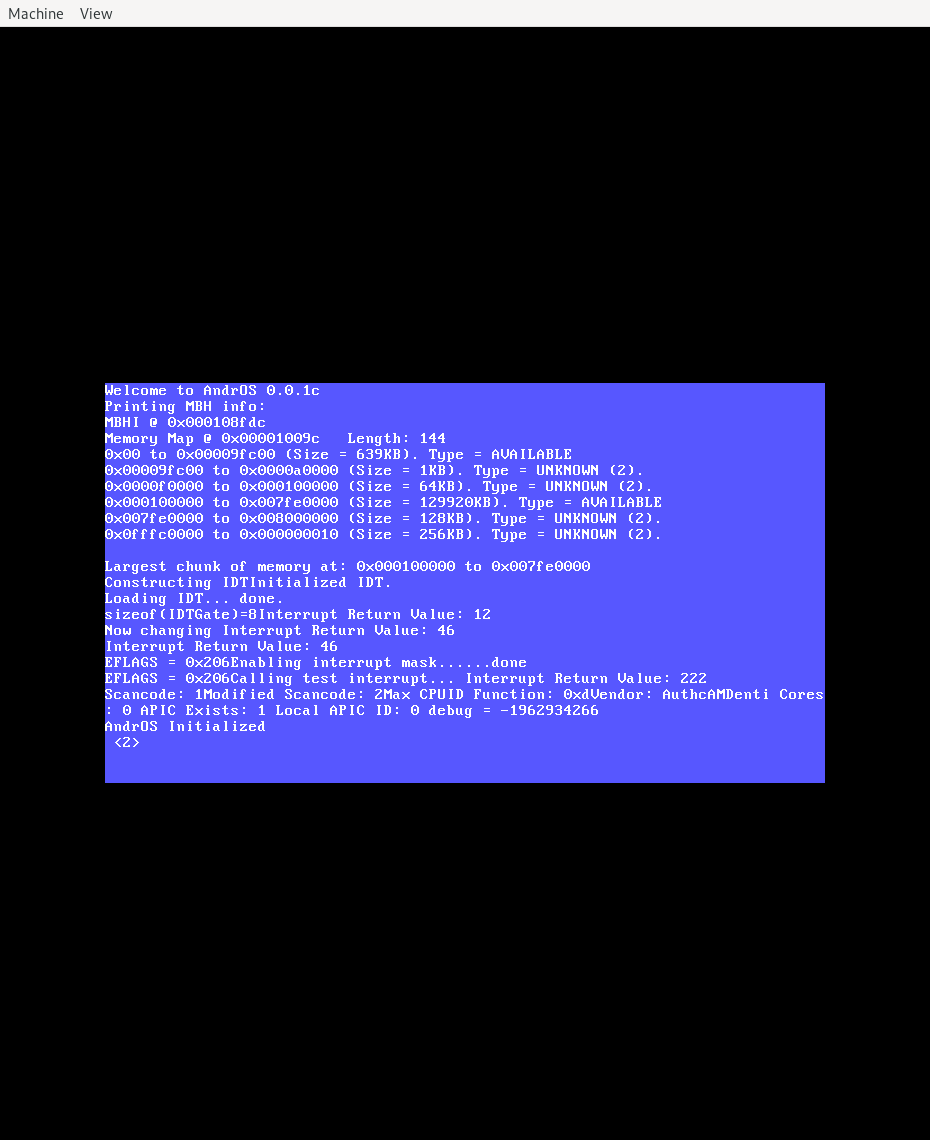 Machine View
Welcome to AndrOS 0.0.1c
Printing MBH info:
MBHI @ 0x000108fdc
Memory Map @ 0x00001009c   Length: 144
0x00 to 0x00009fc00 (Size = 639KB). Type = AVAILABLE
0x00009fc00 to 0x0000a0000 (Size = 1KB). Type = UNKNOWN (2).
0x0000f0000 to 0x000100000 (Size = 64KB). Type = UNKNOWN (2).
0x000100000 to 0x007fe0000 (Size = 129920KB). Type = AVAILABLE
0x007fe0000 to 0x008000000 (Size = 128KB). Type = UNKNOWN (2).
0x0fffc0000 to 0x000000010 (Size = 256KB). Type = UNKNOWN (2).
Largest chunk of memory at: 0x000100000 to 0x007fe0000
Constructing IDTInitialized IDT.
Loading IDT... done.
sizeof(IDTGate)=8Interrupt Return Value: 12
Now changing Interrupt Return Value: 46
Interrupt Return Value: 46
EFLAGS = 0x206Enabling interrupt mask......done
EFLAGS = 0x206Calling test interrupt... Interrupt Return Value: 222
Scancode: 1Modified Scancode: 2Max CPUID Function: 0xdVendor: AuthcAMDenti Cores
: 0 APIC Exists: 1 Local APIC ID: 0 debug = -1962934266
AndrOS Initialized
<2>